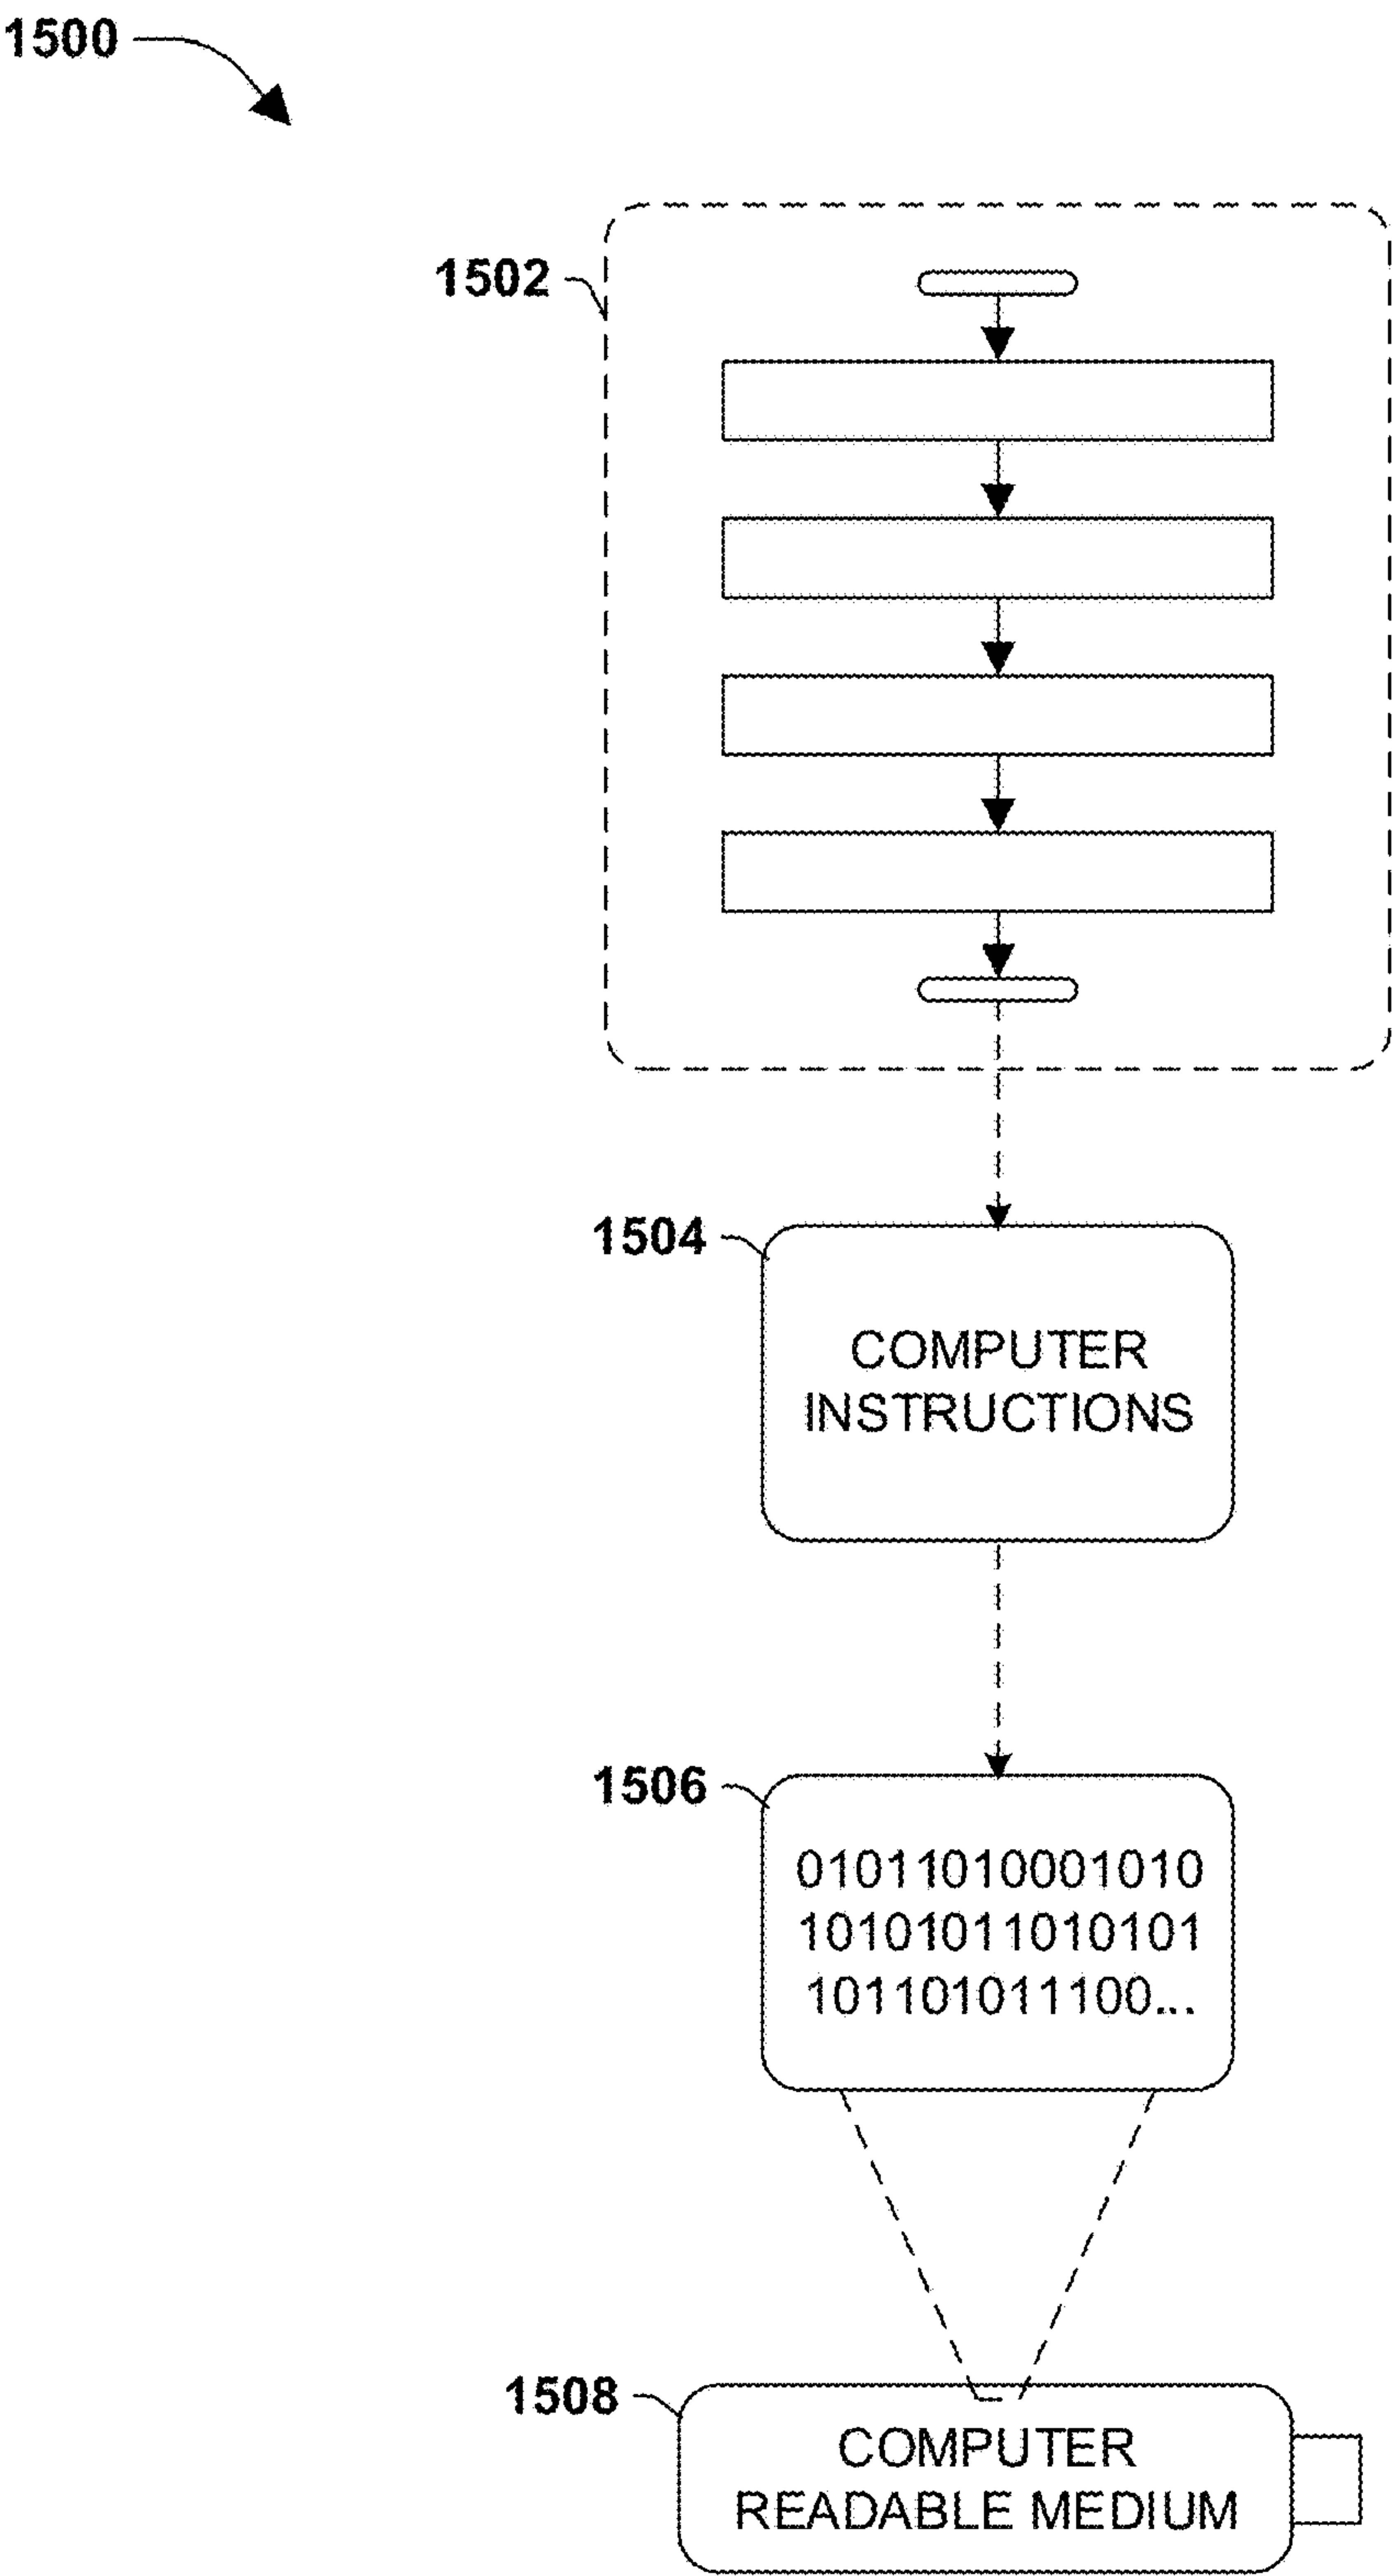 1500
1502
1504
COMPUTER
INSTRUCTIONS
1506
01011010001010
10101011010101
101101011100...
1508
COMPUTER
READABLE MEDIUM